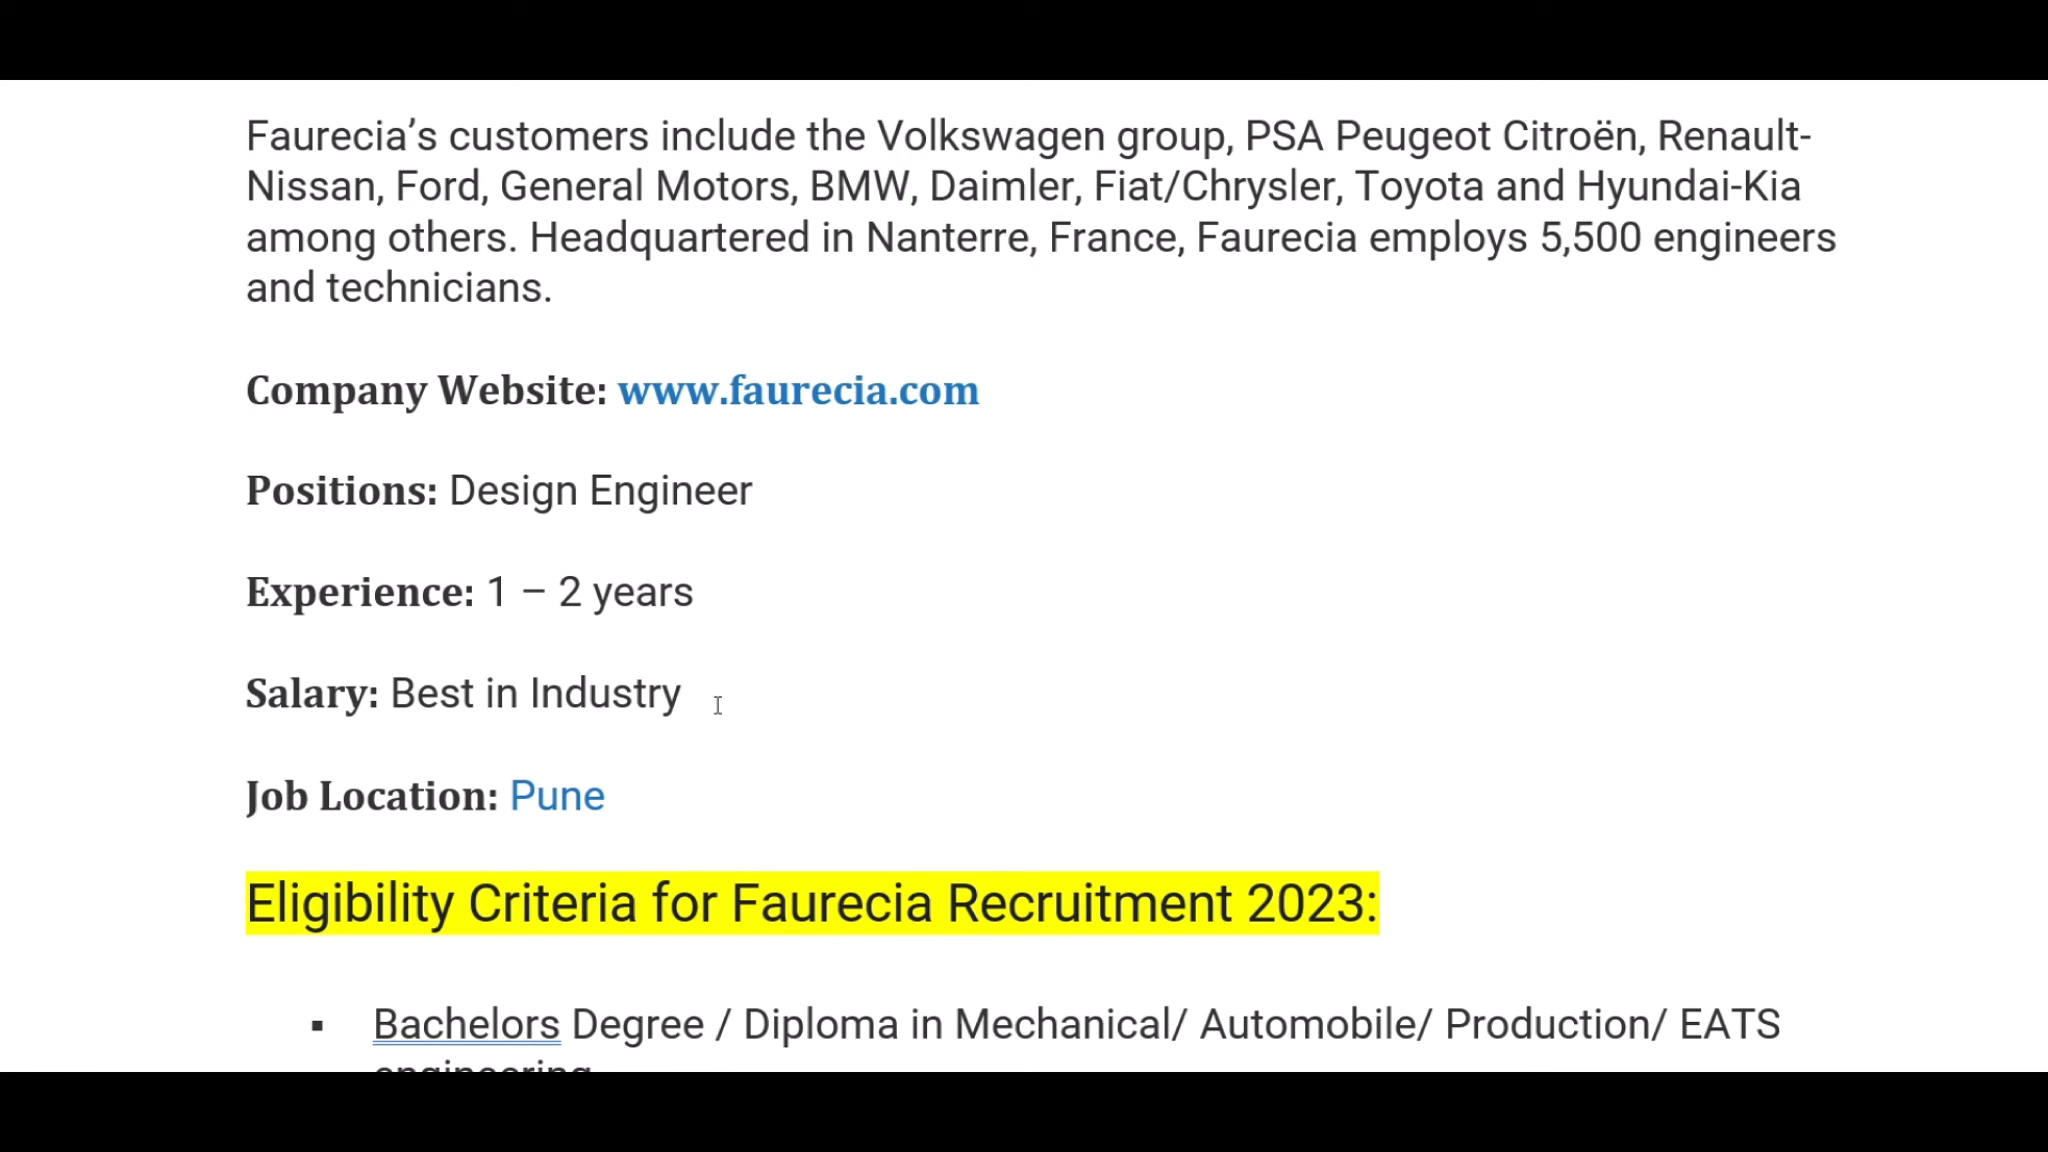 Faurecia’s customers include the Volkswagen group, PSA Peugeot Citroën, Renault-
Nissan, Ford, General Motors, BMW, Daimler, Fiat/Chrysler, Toyota and Hyundai-Kia
among others. Headquartered in Nanterre, France, Faurecia employs 5,500 engineers
and technicians.
Company Website: www.faurecia.com
Positions: Design Engineer
Experience: 1 – 2 years
Salary: Best in Industry
Job Location: Pune
Eligibility Criteria for Faurecia Recruitment 2023:
▪ Bachelors Degree / Diploma in Mechanical/ Automobile/ Production/ EATS
engineering